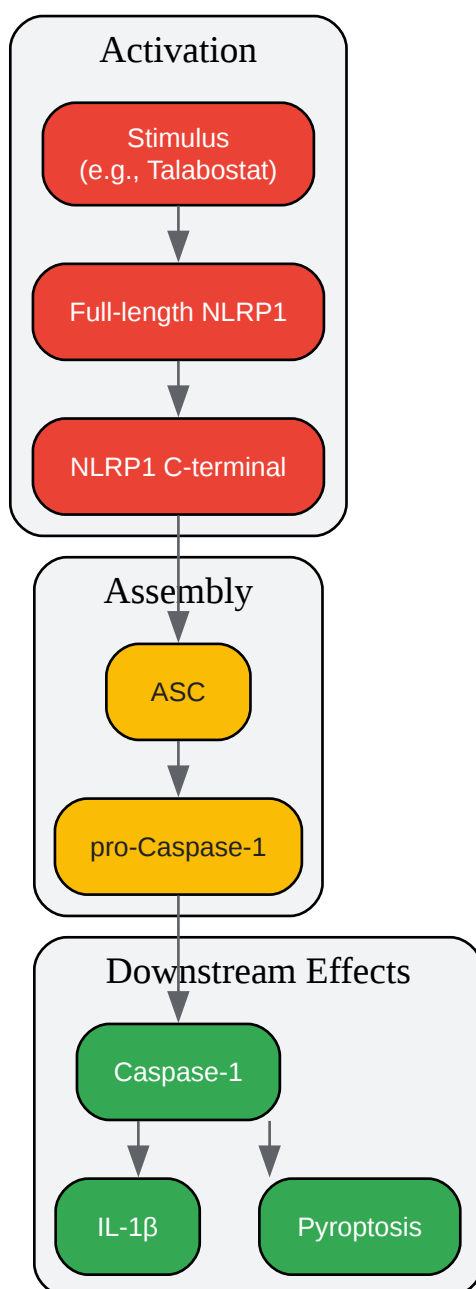 Activation
Stimulus
(e.g., Talabostat)
Full-length NLRP1
NLRP1 C-terminal
Assembly
ASC
pro-Caspase-1
Downstream Effects
Caspase-1
IL-1β
Pyroptosis